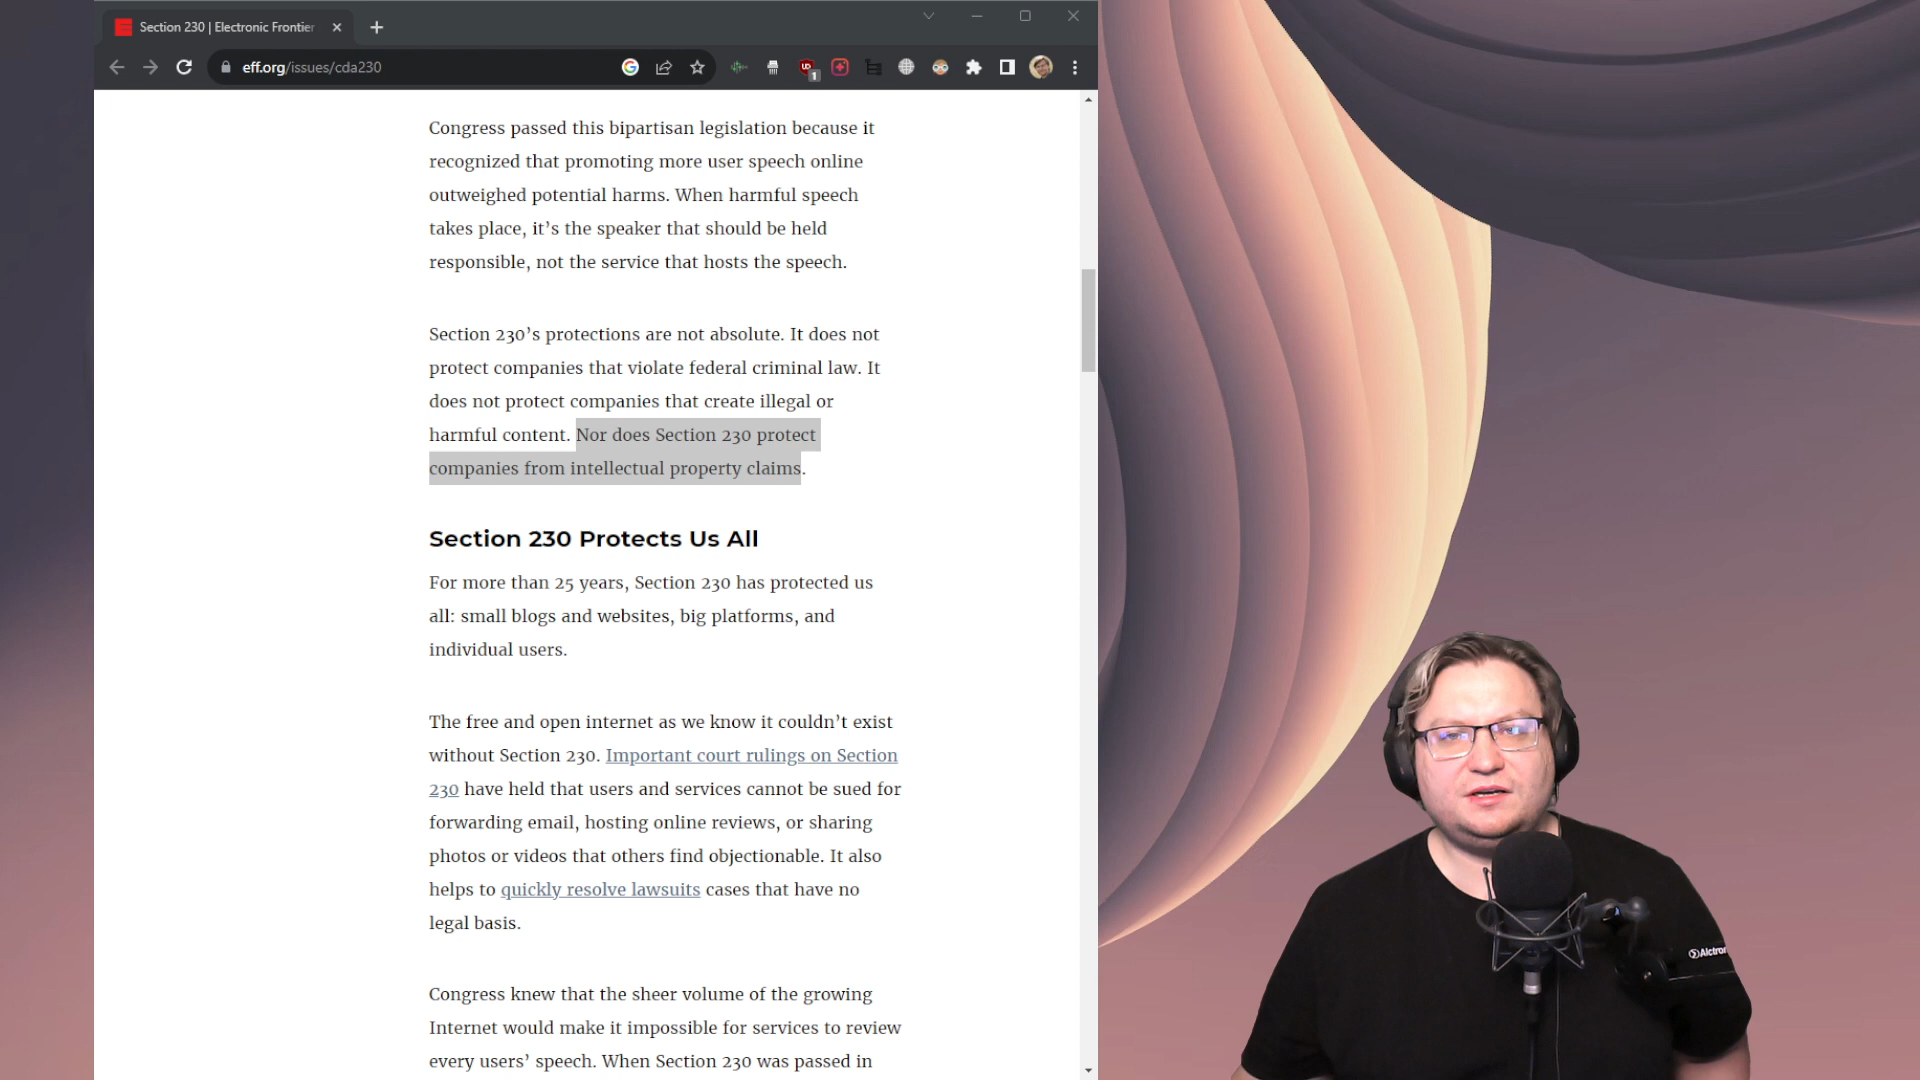 Section 230 | Electronic Frontier
eff.org/issues/cda230
UD
1
Congress passed this bipartisan legislation because it
recognized that promoting more user speech online
outweighed potential harms. When harmful speech
takes place, it’s the speaker that should be held
responsible, not the service that hosts the speech.
Section 230’s protections are not absolute. It does not
protect companies that violate federal criminal law. It
does not protect companies that create illegal or
harmful content. Nor does Section 230 protect
companies from intellectual property claims.
Section 230 Protects Us All
For more than 25 years, Section 230 has protected us
all: small blogs and websites, big platforms, and
individual users.
The free and open internet as we know it couldn’t exist
without Section 230. Important court rulings on Section
230 have held that users and services cannot be sued for
forwarding email, hosting online reviews, or sharing
photos or videos that others find objectionable. It also
helps to quickly resolve lawsuits cases that have no
legal basis.
Congress knew that the sheer volume of the growing
Internet would make it impossible for services to review
every users’ speech. When Section 230 was passed in
Alctron